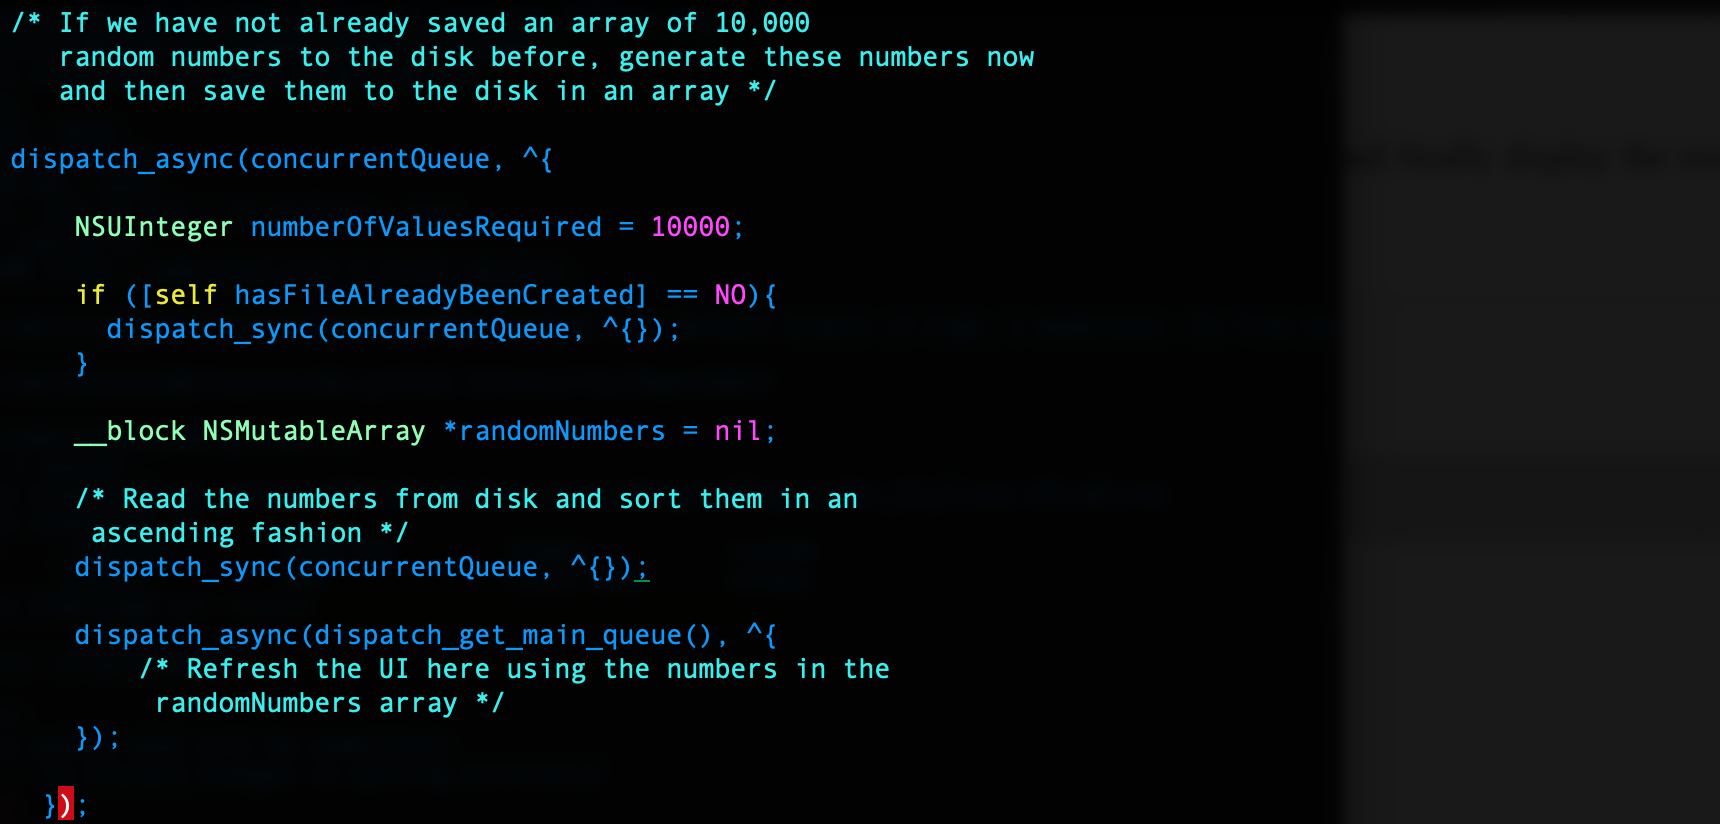 /* If we have not already saved an array of 10,000
random numbers to the disk before, generate these numbers now
and then save them to the disk in an array */
dispatch_async(concurrentQueue, ^{
NSUInteger numberOfValuesRequired = 10000;
if ([self hasFileAlreadyBeenCreated] == NO){
dispatch_sync(concurrentQueue, ^{});
}
__block NSMutableArray *randomNumbers = nil;
/* Read the numbers from disk and sort them in an
ascending fashion */
dispatch_sync(concurrentQueue, ^{});
dispatch_async(dispatch_get_main_queue(), ^{
/* Refresh the UI here using the numbers in the
randomNumbers array */
});
});